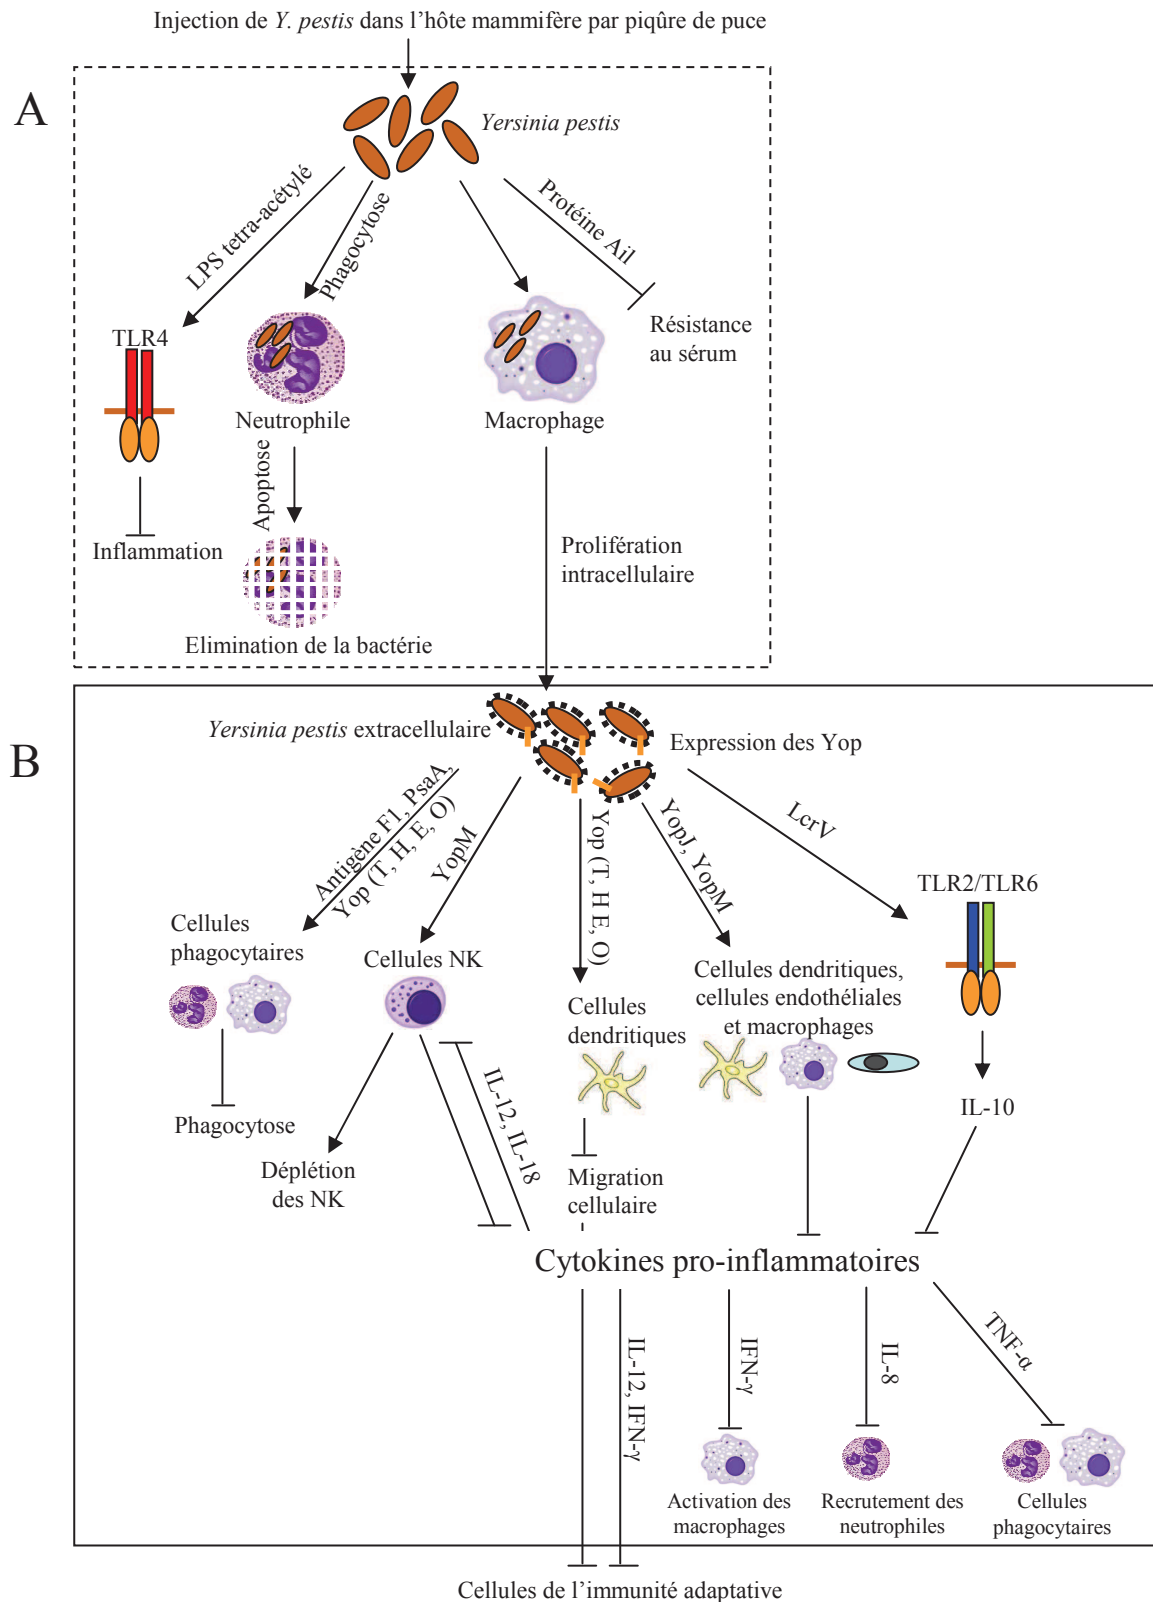 Injection de Y. pestis dans l'hôte mammifère par piqûre de puce
A
Yersinia pestis
LPS tetra-acétylé
Phagocytose
Protéine Ail
TLR4
Résistance
au sérum
Neutrophile
Macrophage
Apoptose
Inflammation
Prolifération
intracellulaire
Elimination de la bactérie
B
Yersinia pestis extracellulaire
Expression des Yop
Antigène F1, PsaA,
Yop (T, H, E, O)
YopM
Yop (T, H E, O)
YopJ, YopM
LcrV
TLR2/TLR6
Cellules
phagocytaires
Cellules NK
Cellules
dendritiques
Cellules dendritiques,
cellules endothéliales
et macrophages
IL-12, IL-18
IL-10
Phagocytose
Déplétion
des NK
Migration
cellulaire
Cytokines pro-inflammatoires
IL-12, IFN-γ
IFN-γ
IL-8
TNF-α
Activation des
macrophages
Recrutement des
neutrophiles
Cellules
phagocytaires
Cellules de l'immunité adaptative